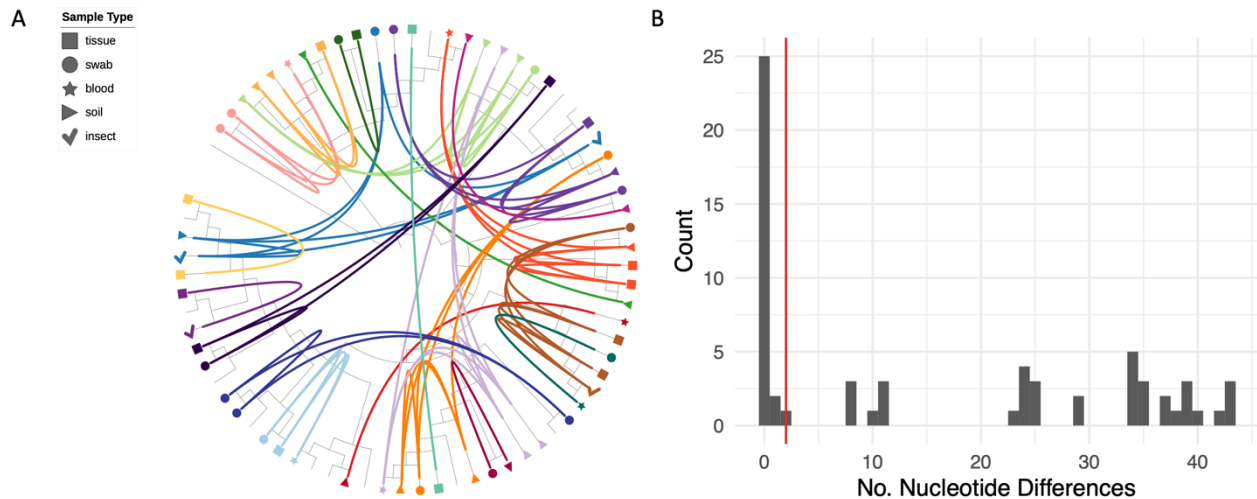 A
Sample Type
tissue
swab
blood
soil
insect
B
25
20
15
10
5
0
Count
0 10 20 30 40
No. Nucleotide Differences